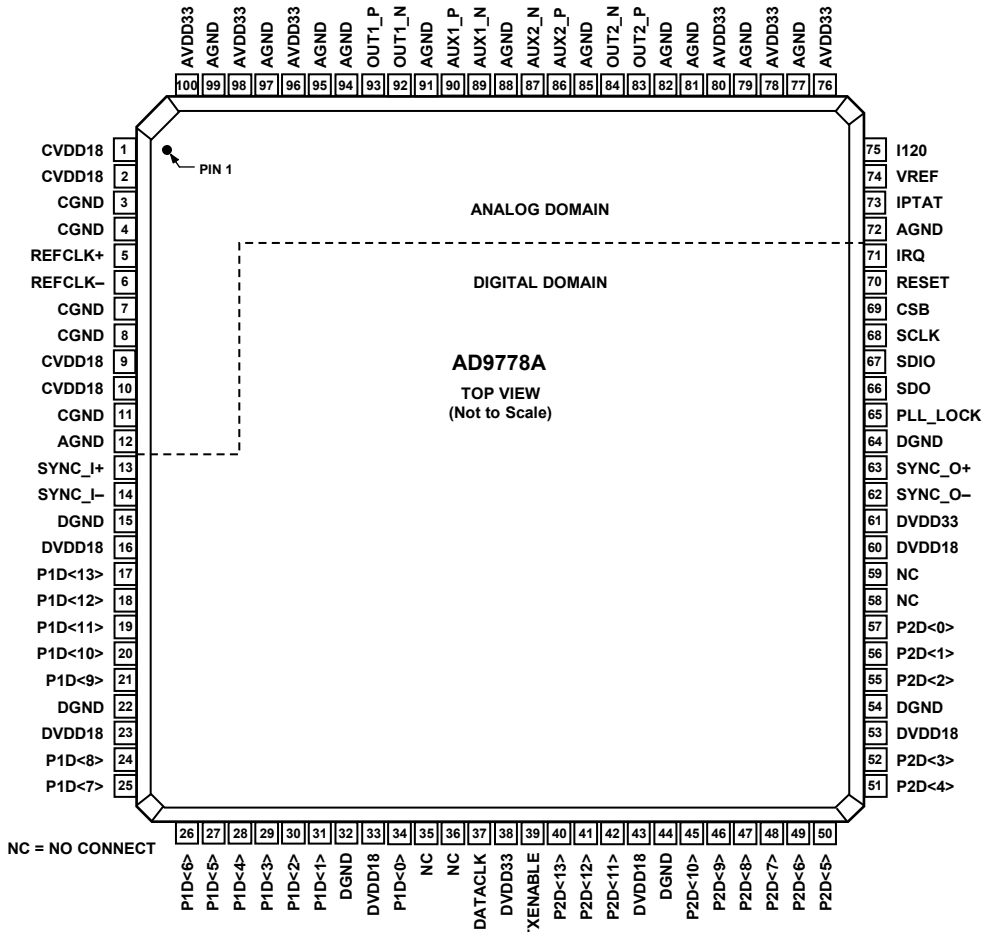 AVDD33
AGND
AVDD33
AGND
AVDD33
AGND
AGND
OUT1_P
OUT1_N
AGND
AUX1_P
AUX1_N
AGND
AUX2_N
AUX2_P
AGND
OUT2_N
OUT2_P
AGND
AGND
AVDD33
AGND
AVDD33
AGND
AVDD33
100 99 98 97 96 95 94 93 92 91 90 89 88 87 86 85 84 83 82 81 80 79 78 77 76
CVDD18 1
CVDD18 2
CGND 3
CGND 4
REFCLK+ 5
REFCLK– 6
CGND 7
CGND 8
CVDD18 9
CVDD18 10
CGND 11
AGND 12
SYNC_I+ 13
SYNC_I– 14
DGND 15
DVDD18 16
P1D<13> 17
P1D<12> 18
P1D<11> 19
P1D<10> 20
P1D<9> 21
DGND 22
DVDD18 23
P1D<8> 24
P1D<7> 25
PIN 1
ANALOG DOMAIN
DIGITAL DOMAIN
AD9778A
TOP VIEW
(Not to Scale)
75 I120
74 VREF
73 IPTAT
72 AGND
71 IRQ
70 RESET
69 CSB
68 SCLK
67 SDIO
66 SDO
65 PLL_LOCK
64 DGND
63 SYNC_O+
62 SYNC_O–
61 DVDD33
60 DVDD18
59 NC
58 NC
57 P2D<0>
56 P2D<1>
55 P2D<2>
54 DGND
53 DVDD18
52 P2D<3>
51 P2D<4>
26 27 28 29 30 31 32 33 34 35 36 37 38 39 40 41 42 43 44 45 46 47 48 49 50
NC = NO CONNECT
P1D<6>
P1D<5>
P1D<4>
P1D<3>
P1D<2>
P1D<1>
DGND
DVDD18
P1D<0>
NC
NC
DATACLK
DVDD33
TXENABLE
P2D<13>
P2D<12>
P2D<11>
DVDD18
DGND
P2D<10>
P2D<9>
P2D<8>
P2D<7>
P2D<6>
P2D<5>